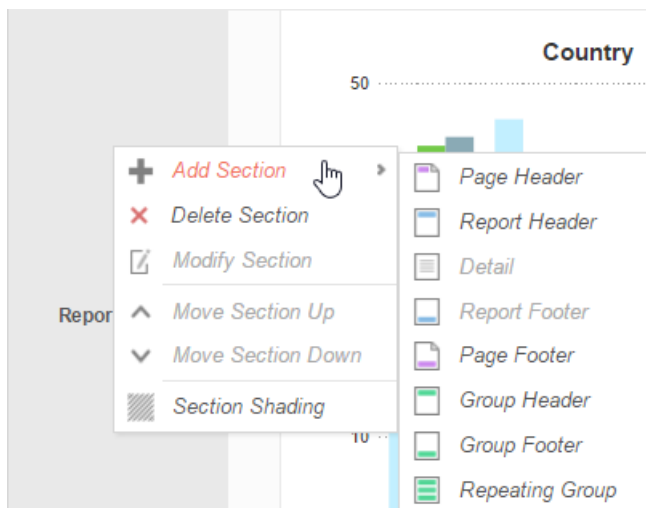 Country
50
Add Section
Delete Section
Modify Section
Repor
Move Section Up
Move Section Down
Section Shading
10
Page Header
Report Header
Detail
Report Footer
Page Footer
Group Header
Group Footer
Repeating Group